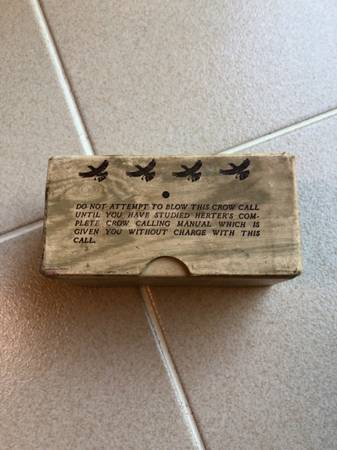 DO NOT ATTEMPT TO BLOW THIS CROW CALL
UNTIL YOU HAVE STUDIED HERTER'S COM-
PLETE CROW CALLING MANUAL WHICH IS
GIVEN YOU WITHOUT CHARGE WITH THIS
CALL.